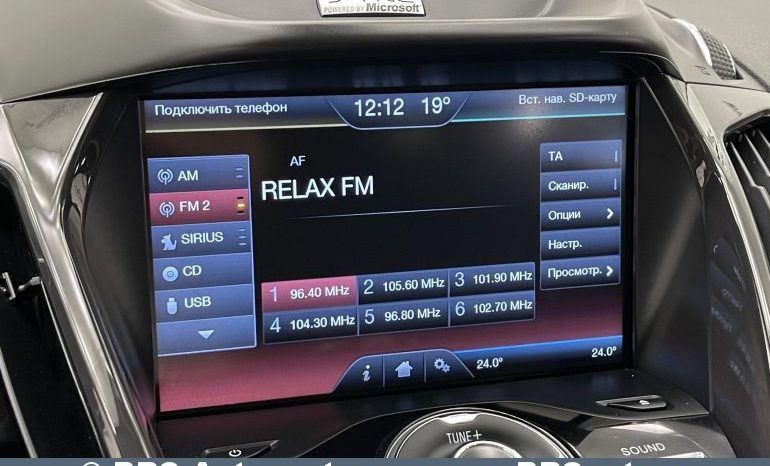 POWERED BY Microsoft
Подключить телефон
12:12 19°
Вст. нав. SD-карту
AM
FM 2
SIRIUS
CD
USB
AF
RELAX FM
TA
Сканир.
Опции
Настр.
Просмотр.
1 96.40 MHz 2 105.60 MHz 3 101.90 MHz
4 104.30 MHz 5 96.80 MHz 6 102.70 MHz
i
24.0° 24.0°
TUNE+
SOUND